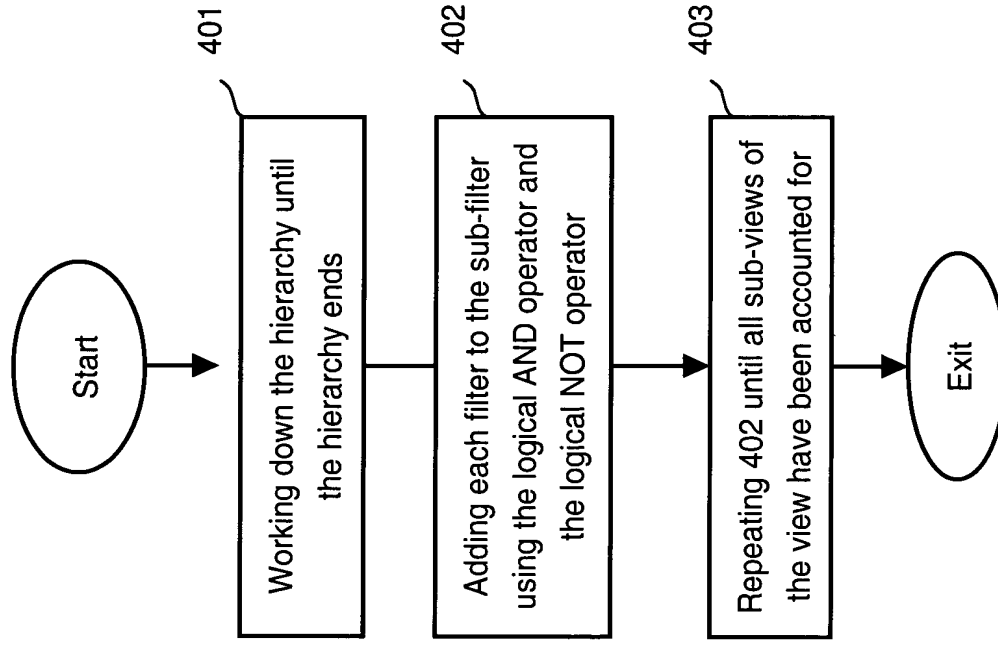 Start
401
Working down the hierarchy until
the hierarchy ends
402
Adding each filter to the sub-filter
using the logical AND operator and
the logical NOT operator
403
Repeating 402 until all sub-views of
the view have been accounted for
Exit